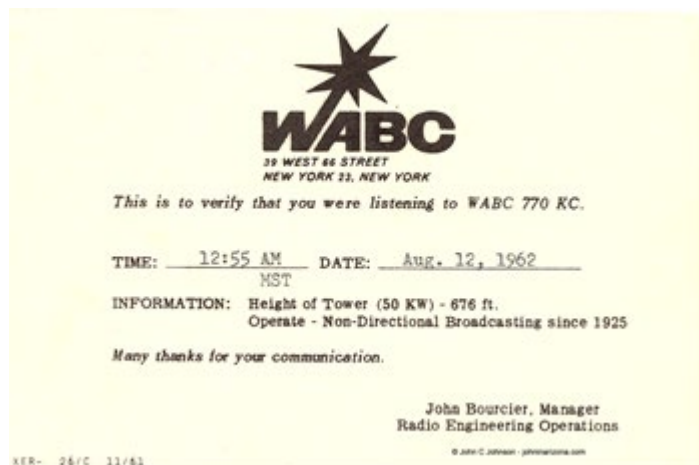 WABC
39 WEST 66 STREET
NEW YORK 23, NEW YORK
This is to verify that you were listening to WABC 770 KC.
TIME: 12:55 AM DATE: Aug. 12, 1962
MST
INFORMATION: Height of Tower (50 KW) - 676 ft.
Operate - Non-Directional Broadcasting since 1925
Many thanks for your communication.
John Bourcier, Manager
Radio Engineering Operations
© John C Johnson - johninarizona.com
XER- 26/C 11/61